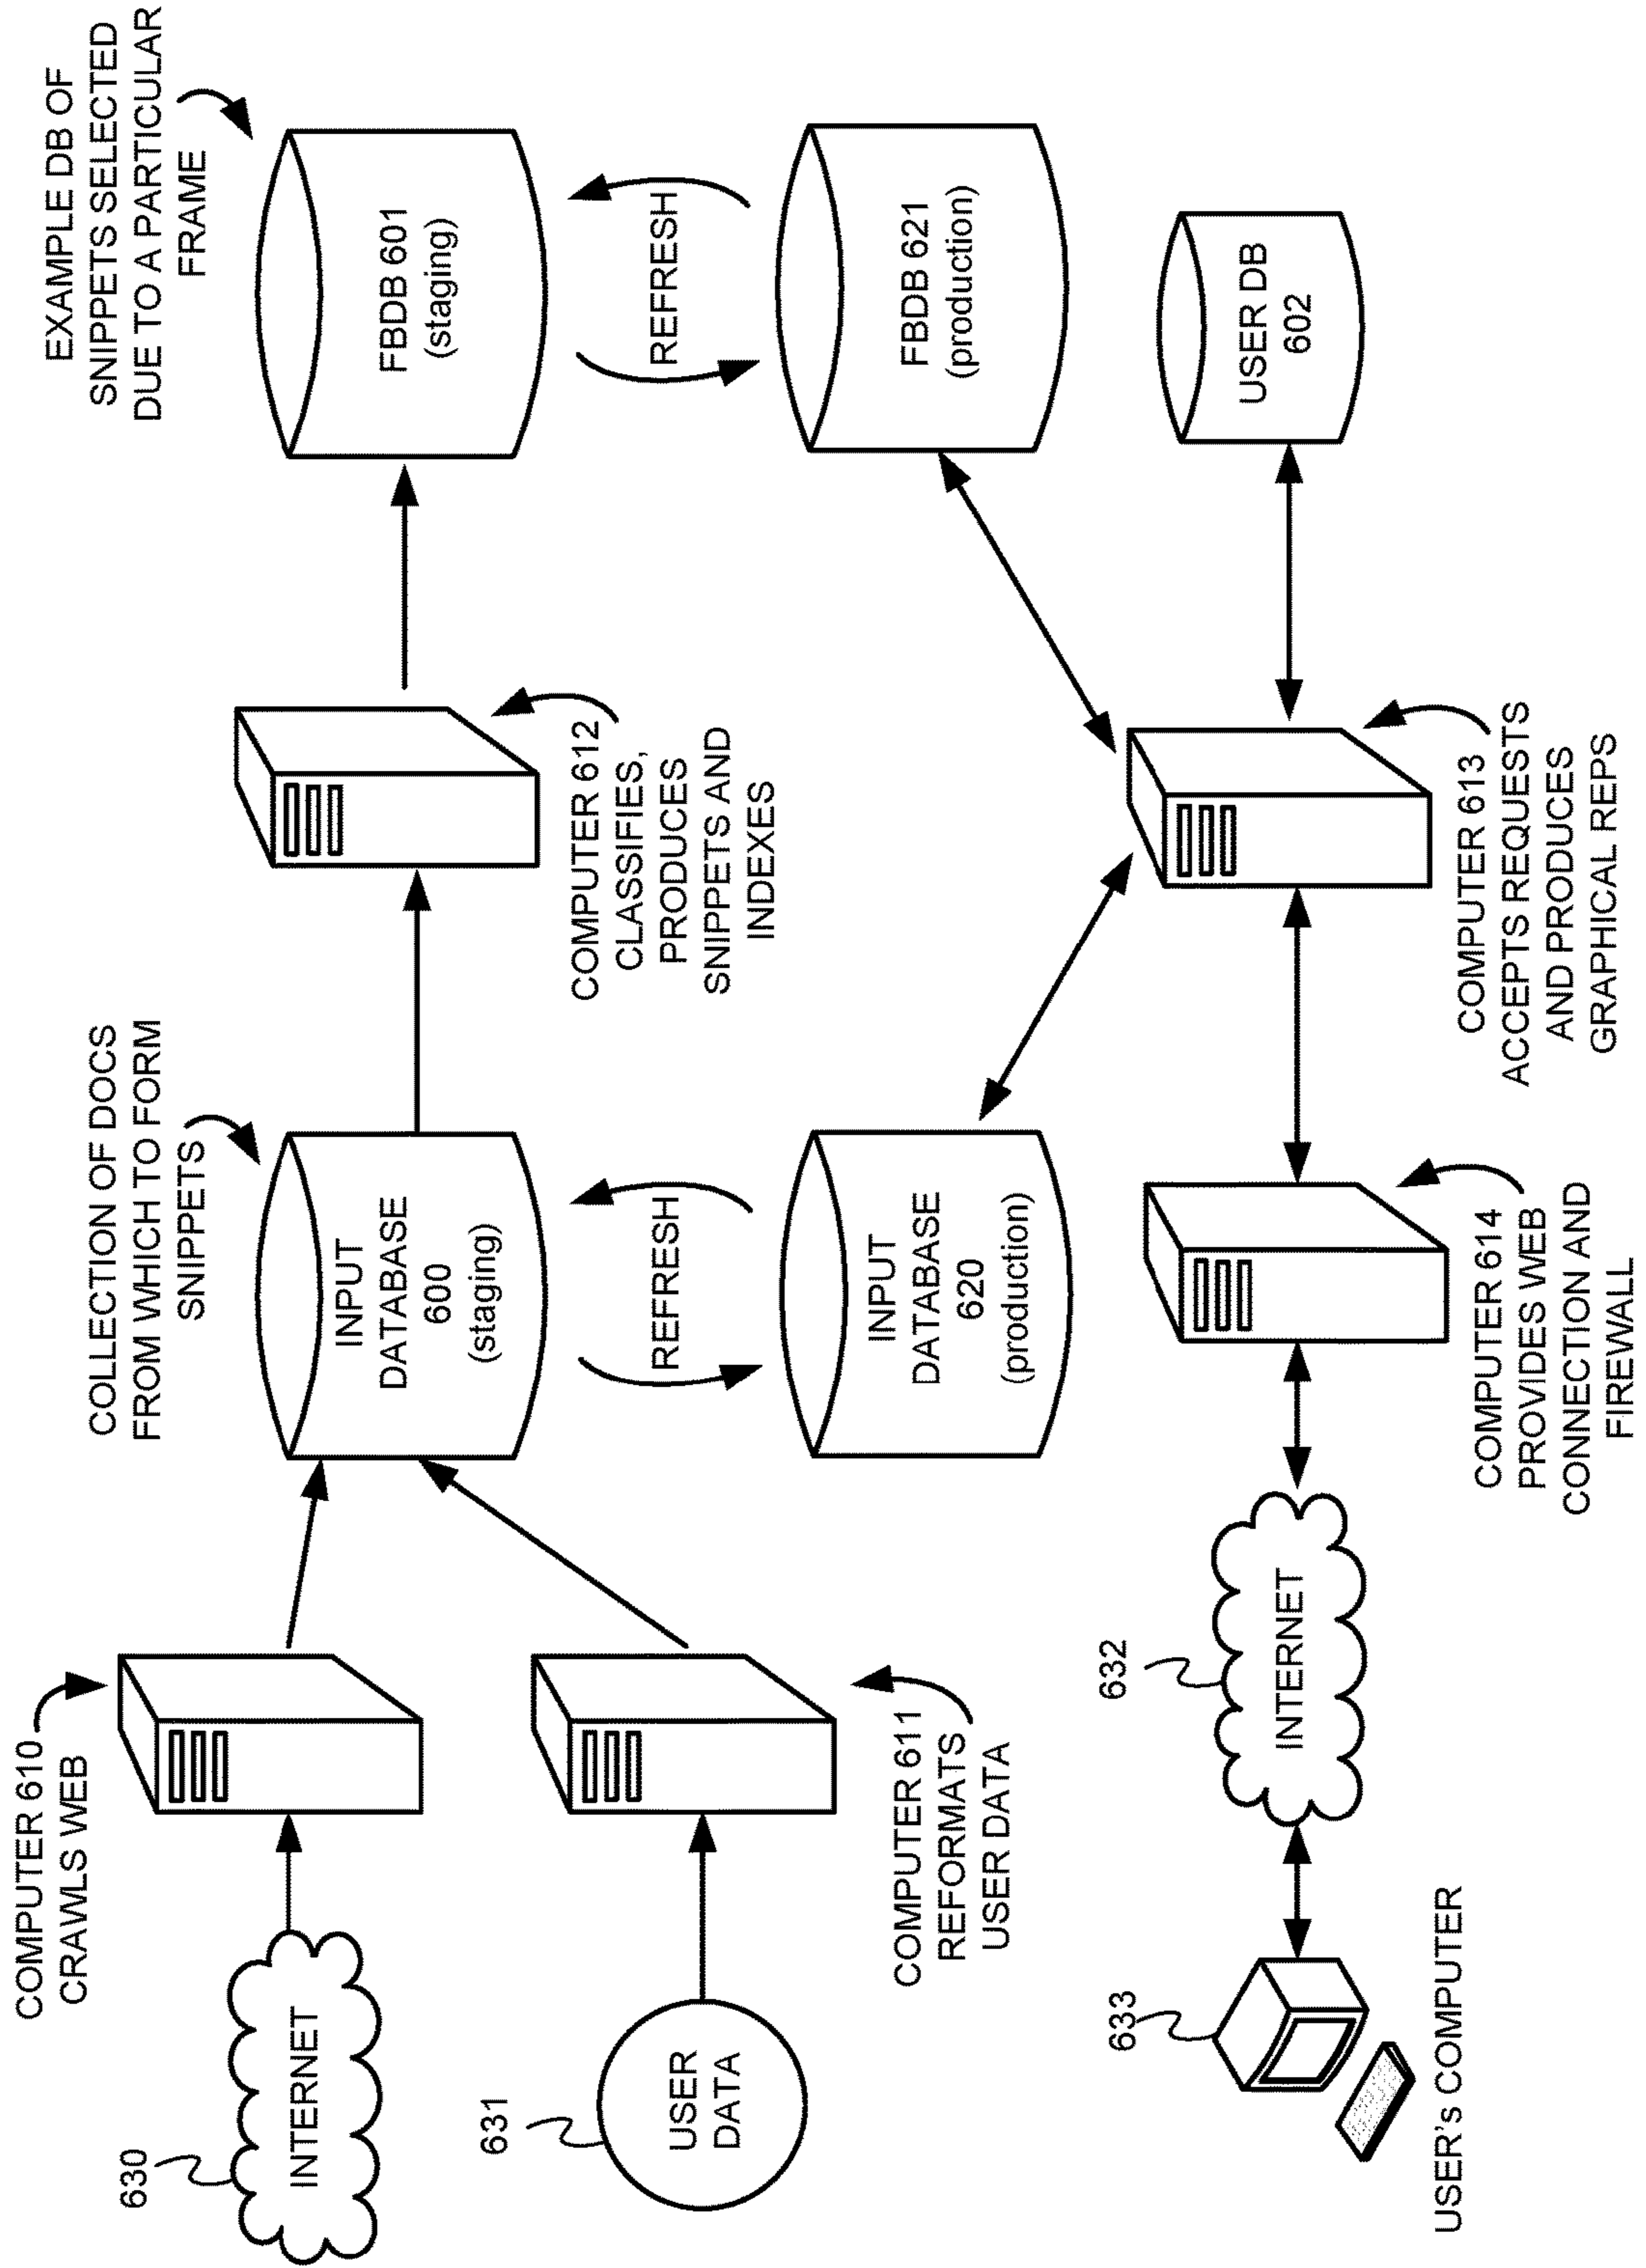 COMPUTER 610
CRAWLS WEB
630
INTERNET
COLLECTION OF DOCS
FROM WHICH TO FORM
SNIPPETS
INPUT
DATABASE
600
(staging)
EXAMPLE DB OF
SNIPPETS SELECTED
DUE TO A PARTICULAR
FRAME
FBDB 601
(staging)
COMPUTER 612
CLASSIFIES,
PRODUCES
SNIPPETS AND
INDEXES
631
USER
DATA
COMPUTER 611
REFORMATS
USER DATA
REFRESH
REFRESH
INPUT
DATABASE
620
(production)
FBDB 621
(production)
633
USER's COMPUTER
632
INTERNET
COMPUTER 614
PROVIDES WEB
CONNECTION AND
FIREWALL
COMPUTER 613
ACCEPTS REQUESTS
AND PRODUCES
GRAPHICAL REPS
USER DB
602